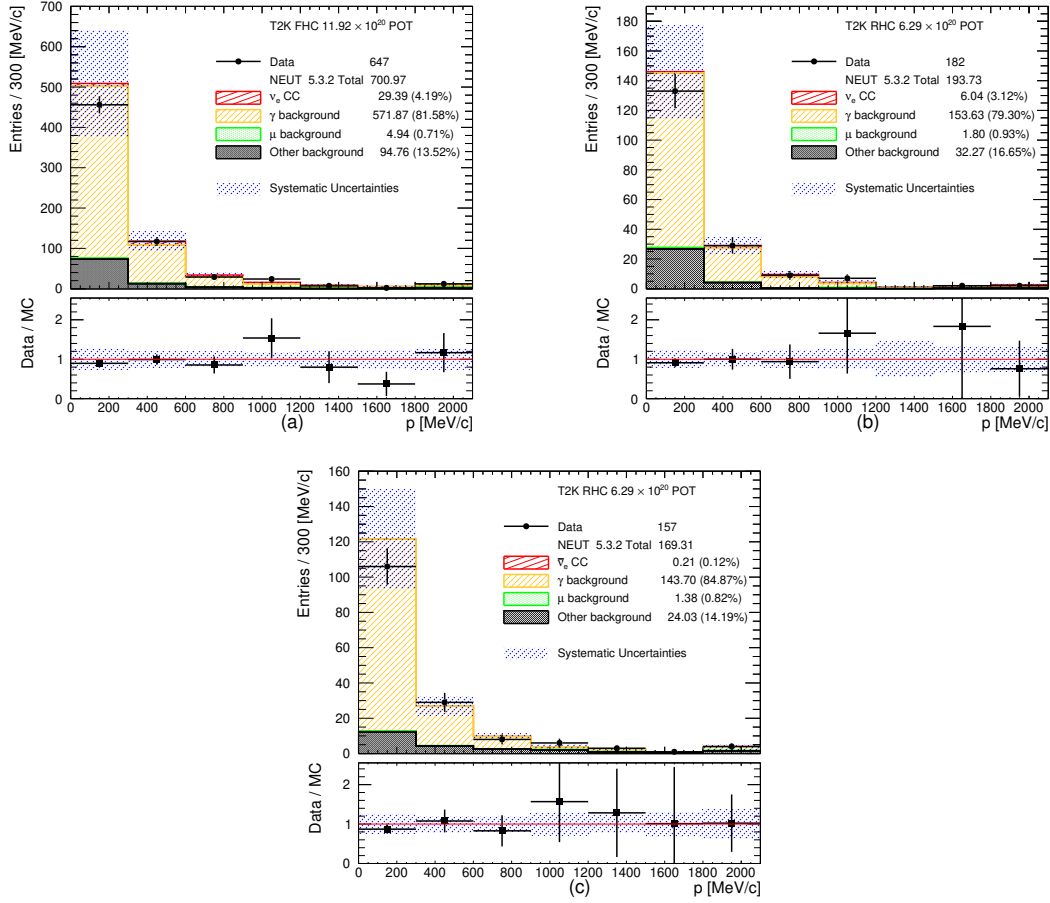 T2K FHC 11.92 × 10²⁰ POT
Entries / 300 [MeV/c]
700
600
500
400
300
200
100
0
Data 647
NEUT 5.3.2 Total 700.97
νe CC 29.39 (4.19%)
γ background 571.87 (81.58%)
μ background 4.94 (0.71%)
Other background 94.76 (13.52%)
Systematic Uncertainties
Data / MC
2
1
0
0 200 400 600 800 1000 1200 1400 1600 1800 2000
(a)
p [MeV/c]
T2K RHC 6.29 × 10²⁰ POT
Entries / 300 [MeV/c]
180
160
140
120
100
80
60
40
20
0
Data 182
NEUT 5.3.2 Total 193.73
νe CC 6.04 (3.12%)
γ background 153.63 (79.30%)
μ background 1.80 (0.93%)
Other background 32.27 (16.65%)
Systematic Uncertainties
Data / MC
2
1
0
0 200 400 600 800 1000 1200 1400 1600 1800 2000
(b)
p [MeV/c]
T2K RHC 6.29 × 10²⁰ POT
Entries / 300 [MeV/c]
160
140
120
100
80
60
40
20
0
Data 157
NEUT 5.3.2 Total 169.31
ν̄e CC 0.21 (0.12%)
γ background 143.70 (84.87%)
μ background 1.38 (0.82%)
Other background 24.03 (14.19%)
Systematic Uncertainties
Data / MC
2
1
0
0 200 400 600 800 1000 1200 1400 1600 1800 2000
(c)
p [MeV/c]